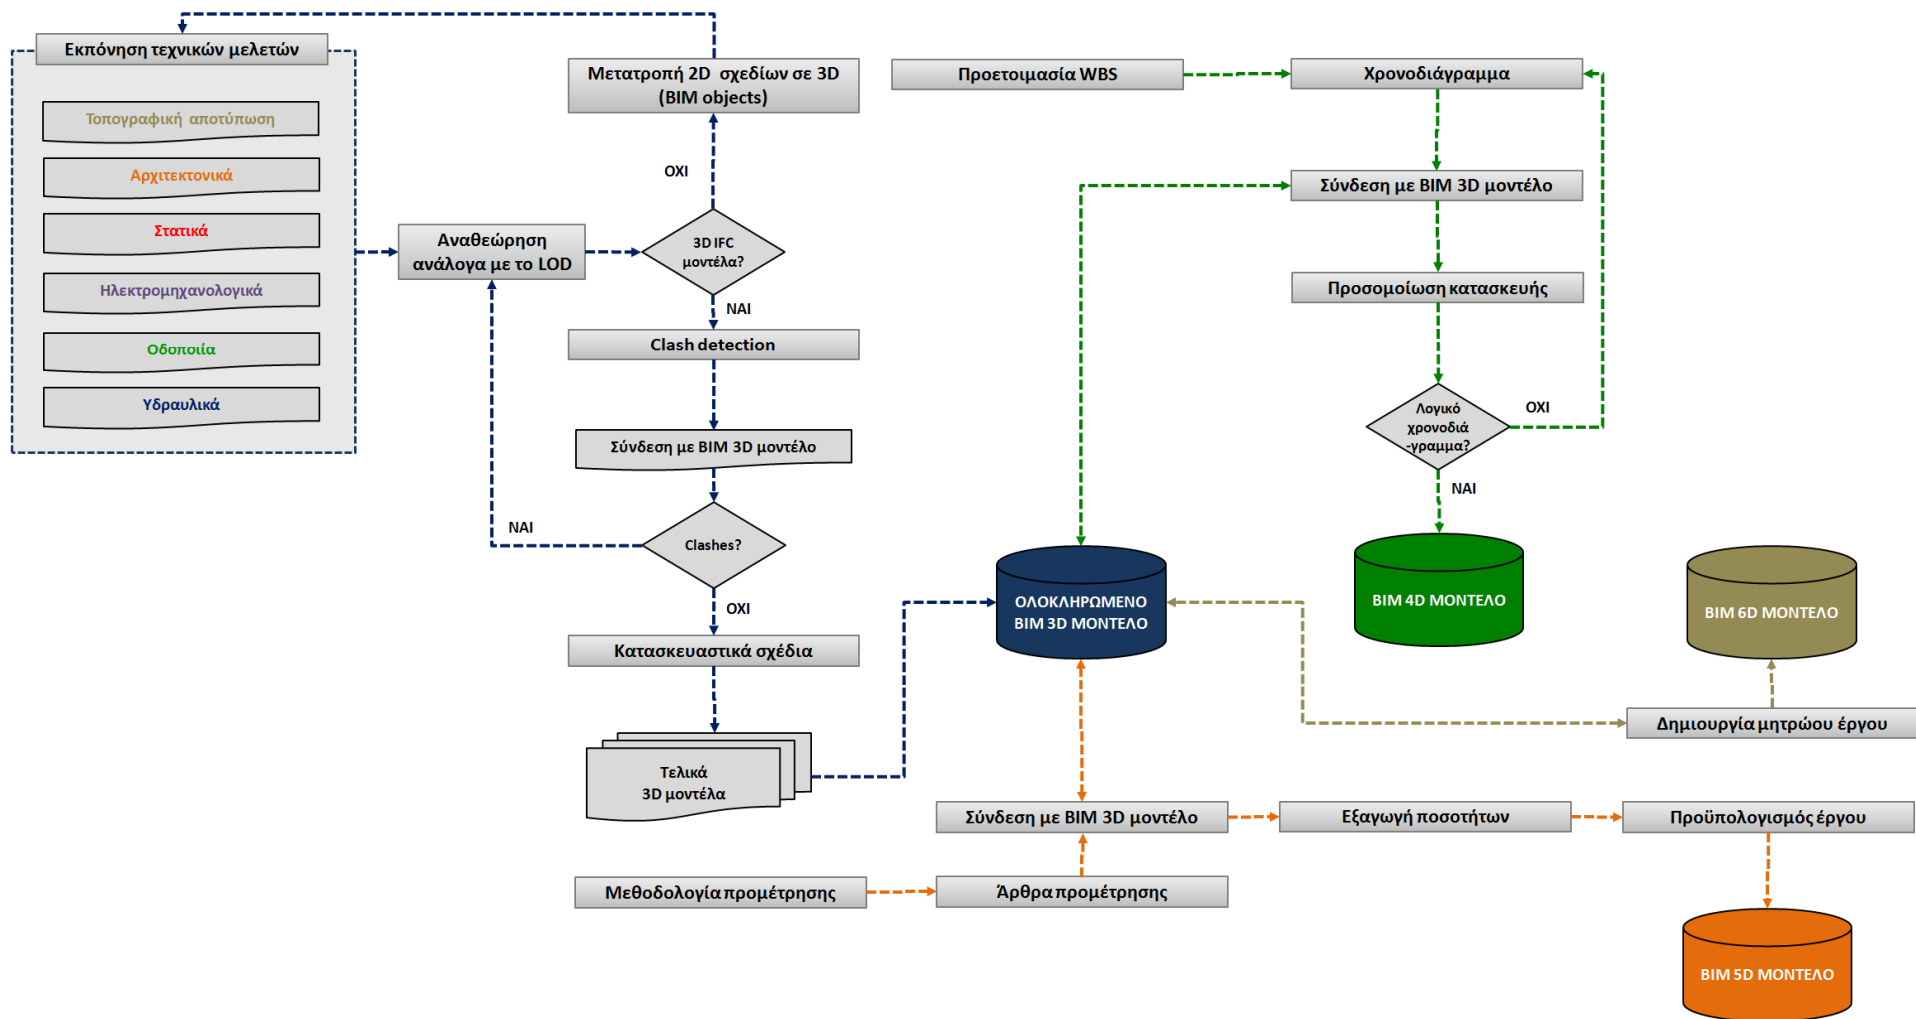 Εκπόνηση τεχνικών μελετών
Τοπογραφική αποτύπωση
Αρχιτεκτονικά
Στατικά
Ηλεκτρομηχανολογικά
Οδοποιία
Υδραυλικά
Αναθεώρηση
ανάλογα με το LOD
Μετατροπή 2D σχεδίων σε 3D
(BIM objects)
ΟΧΙ
3D IFC
μοντέλα?
ΝΑΙ
Clash detection
Σύνδεση με BIM 3D μοντέλο
ΝΑΙ
Clashes?
ΟΧΙ
Κατασκευαστικά σχέδια
Τελικά
3D μοντέλα
Προετοιμασία WBS
Χρονοδιάγραμμα
Σύνδεση με BIM 3D μοντέλο
Προσομοίωση κατασκευής
Λογικό
χρονοδιά
-γραμμα?
ΟΧΙ
ΝΑΙ
ΟΛΟΚΛΗΡΩΜΕΝΟ
BIM 3D ΜΟΝΤΕΛΟ
BIM 4D ΜΟΝΤΕΛΟ
BIM 6D ΜΟΝΤΕΛΟ
Δημιουργία μητρώου έργου
Σύνδεση με BIM 3D μοντέλο
Εξαγωγή ποσοτήτων
Προϋπολογισμός έργου
Μεθοδολογία προμέτρησης
Άρθρα προμέτρησης
BIM 5D ΜΟΝΤΕΛΟ